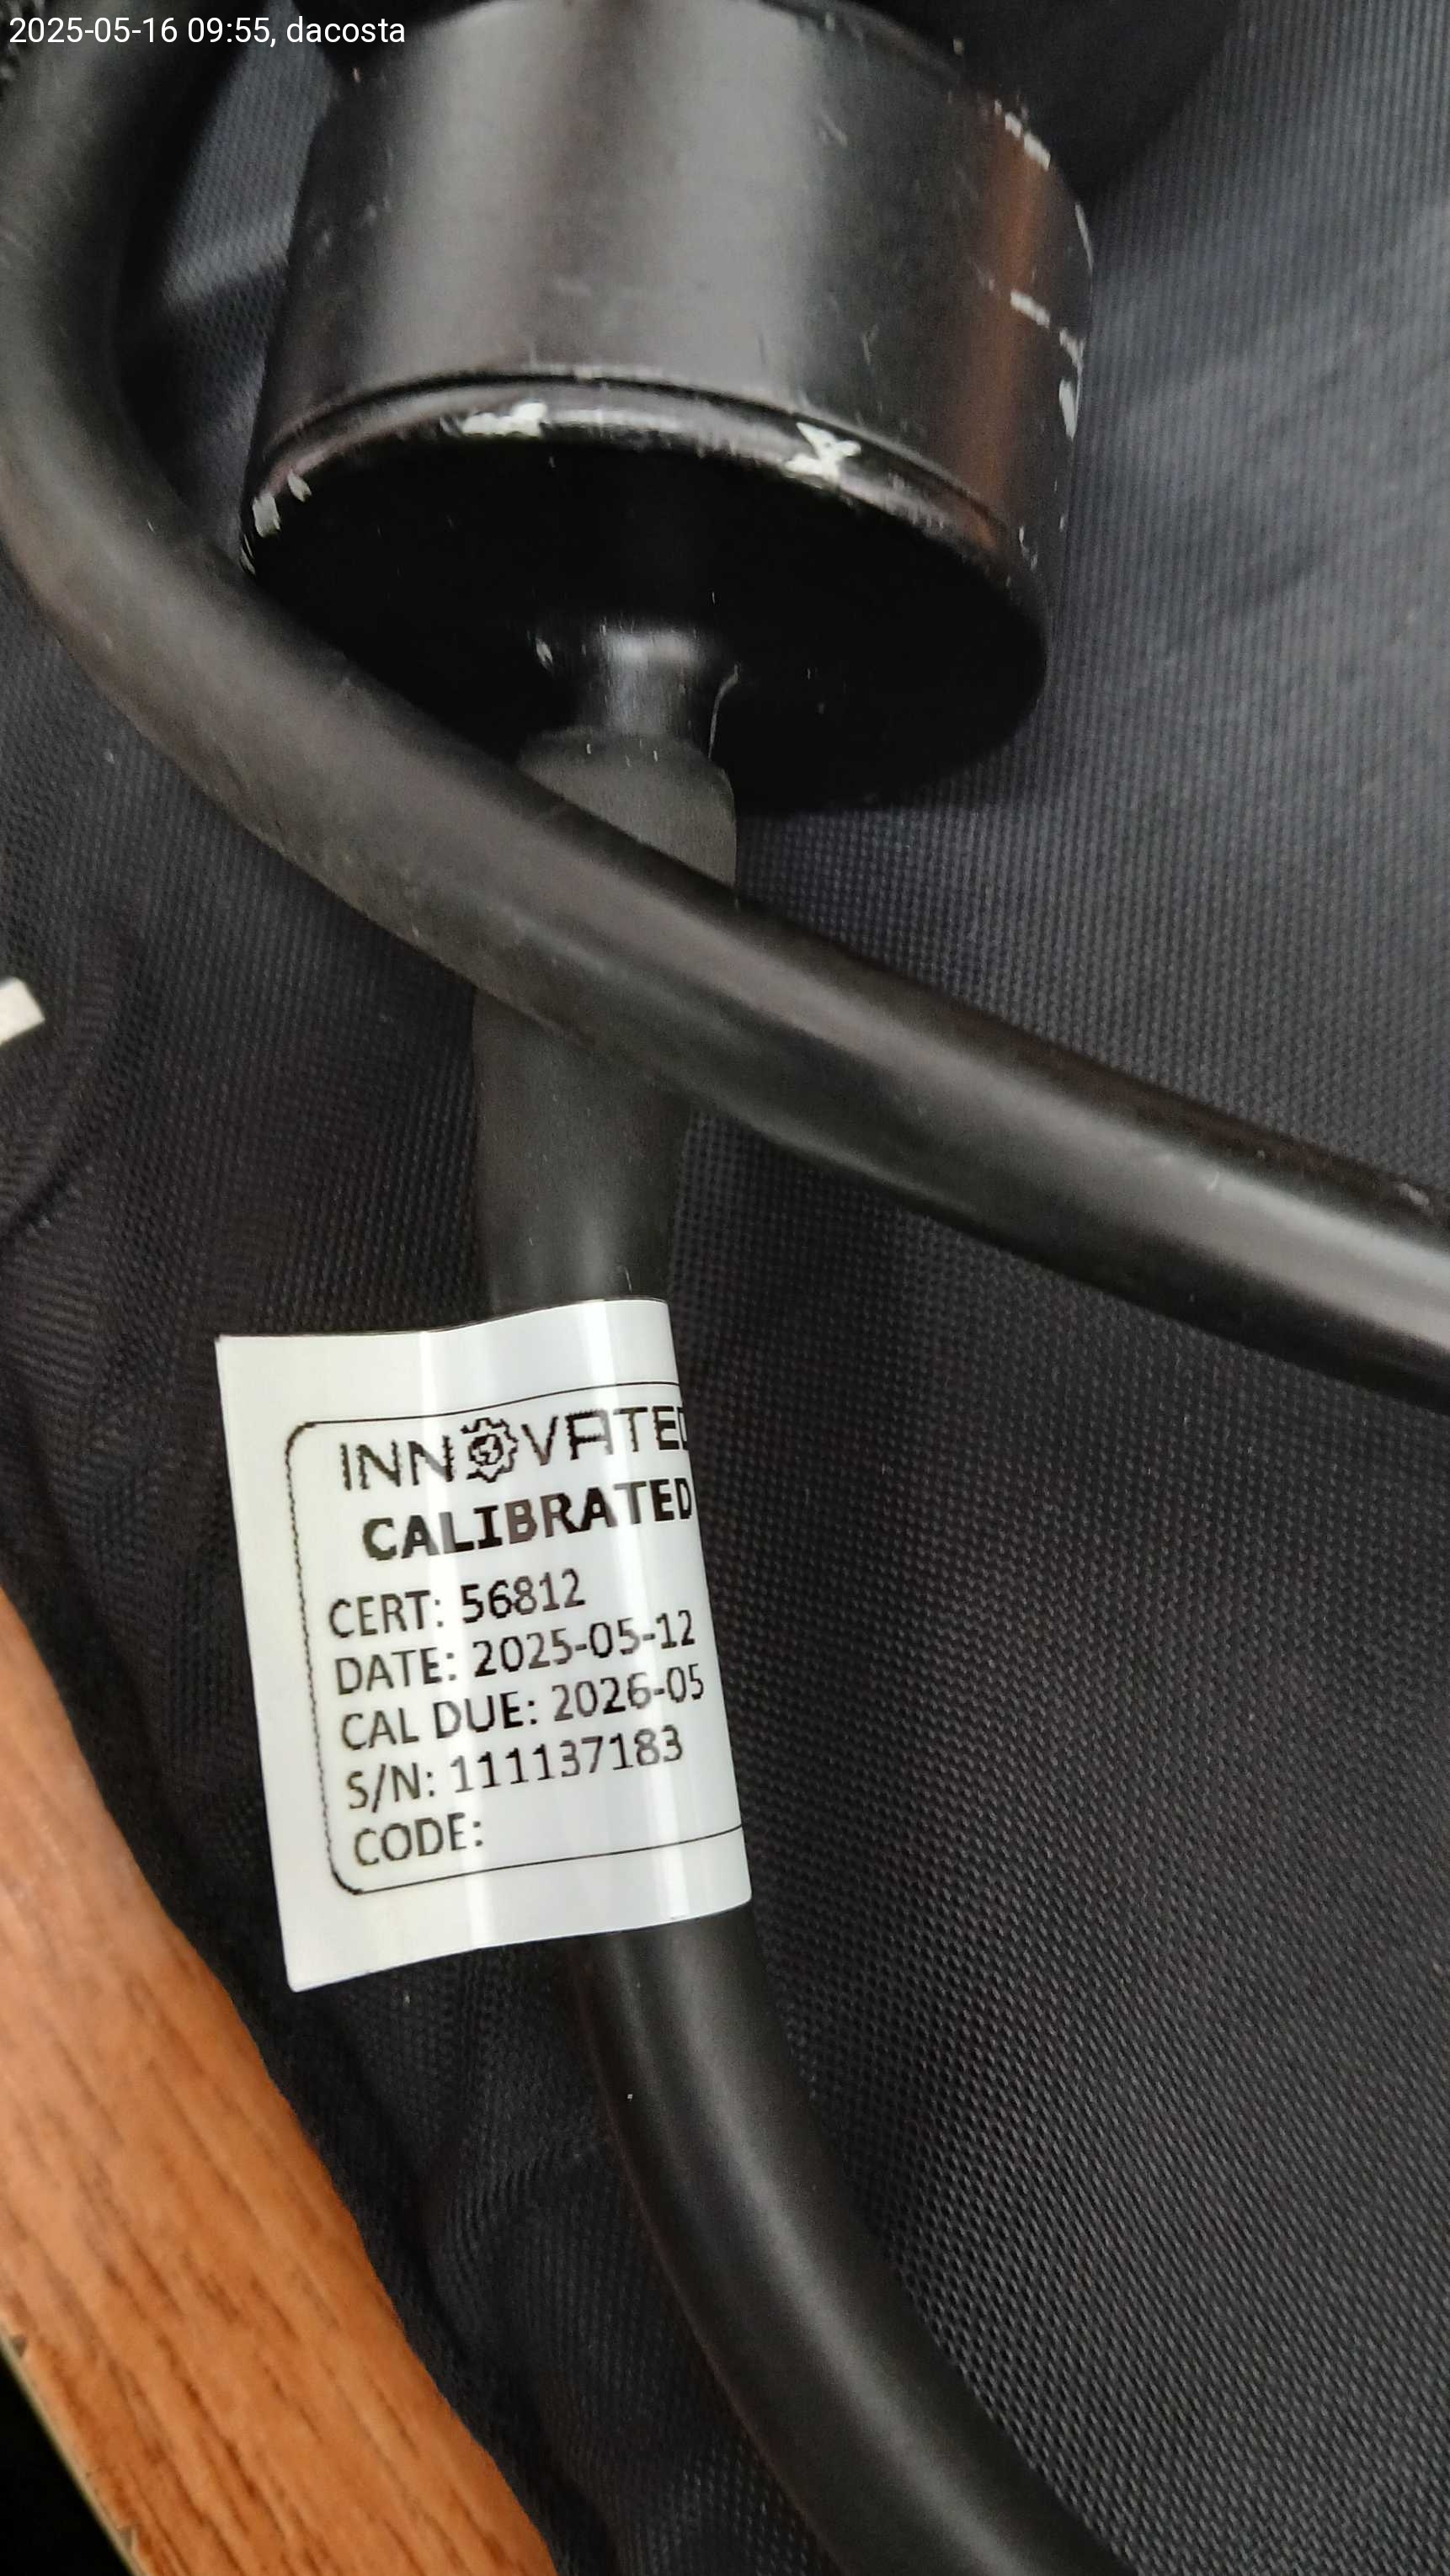 2025-05-16 09:55, dacosta
INNOVATED
CALIBRATED
CERT: 56812
DATE: 2025-05-12
CAL DUE: 2026-05
S/N: 111137183
CODE: